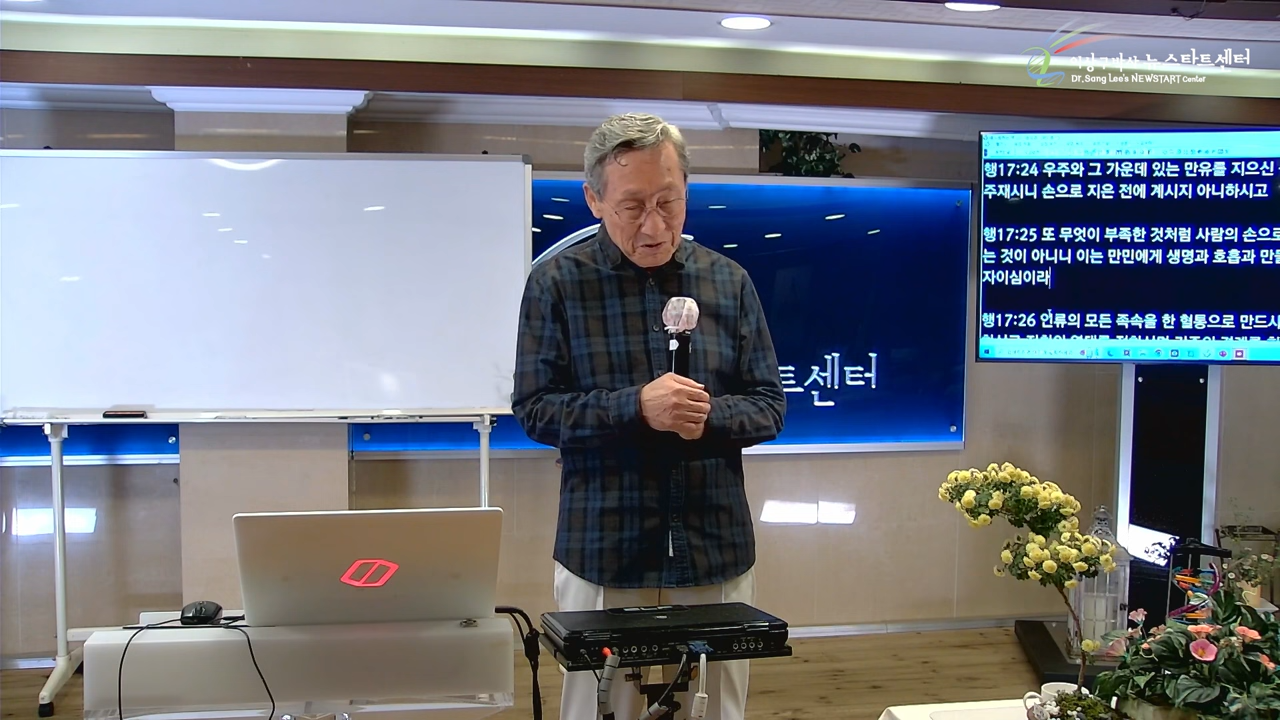 뉴스타트센터
Dr. Sang Lee's NEWSTART Center
행17:24 우주와 그 가운데 있는 만유를 지으신
주재시니 손으로 지은 전에 계시지 아니하시고
행17:25 또 무엇이 부족한 것처럼 사람의 손으로
는 것이 아니니 이는 만민에게 생명과 호흡과
자이심이라
행17:26 인류의 모든 족속을 한 혈통으로 만드사
트센터